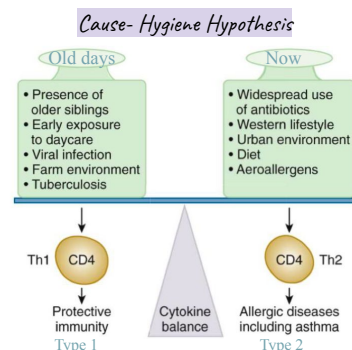 Cause- Hygiene Hypothesis
Old days
• Presence of
older siblings
• Early exposure
to daycare
• Viral infection
• Farm environment
• Tuberculosis
Now
• Widespread use
of antibiotics
• Western lifestyle
• Urban environment
• Diet
• Aeroallergens
Th1 CD4
CD4 Th2
Protective
immunity
Type 1
Cytokine
balance
Allergic diseases
including asthma
Type 2